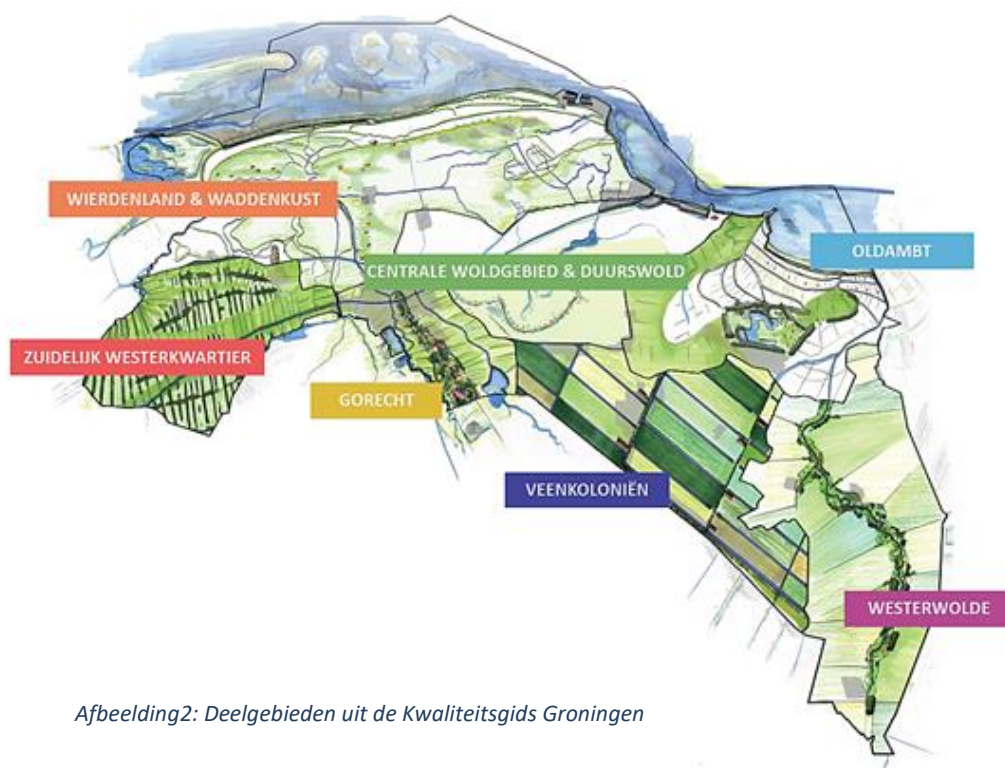 WIERDENLAND & WADDENKUST
OLDAMBT
CENTRALE WOLDGEBIED & DUURSWOLD
ZUIDELIJK WESTERKWARTIER
GORECHT
VEENKOLONIËN
WESTERWOLDE
Afbeelding2: Deelgebieden uit de Kwaliteitsgids Groningen